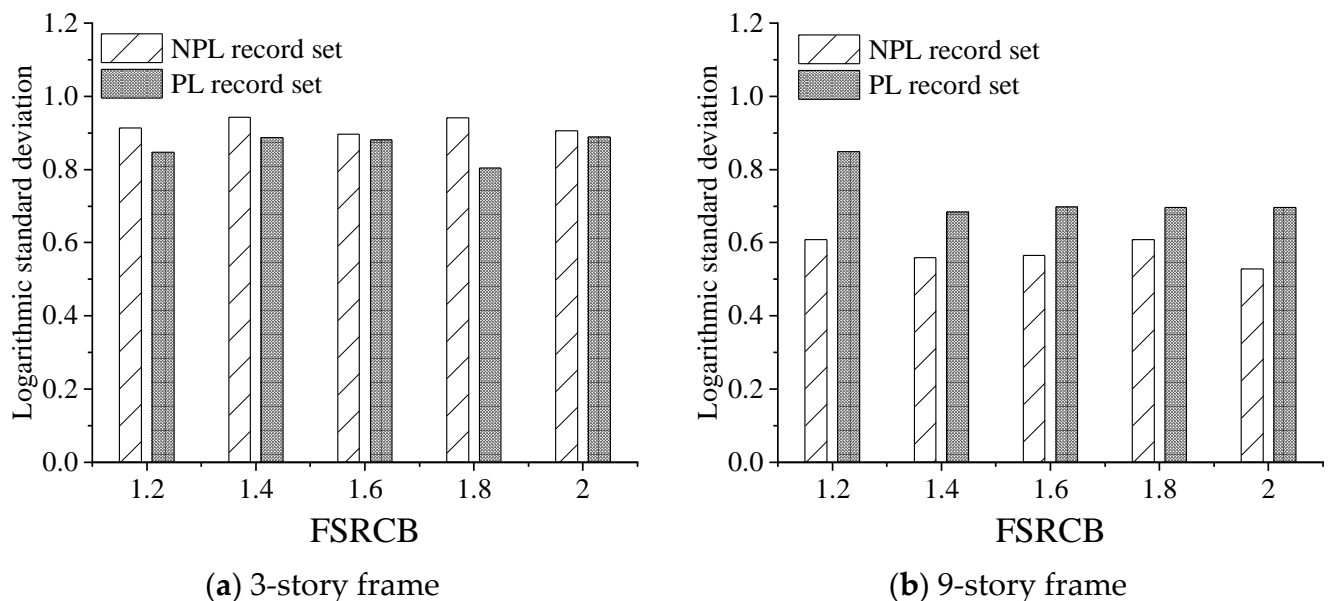 1.2
1.0
0.8
0.6
0.4
0.2
0.0
Logarithmic standard deviation
NPL record set
PL record set
1.2
1.4
1.6
1.8
2
FSRCB
(a) 3-story frame
1.2
1.0
0.8
0.6
0.4
0.2
0.0
Logarithmic standard deviation
NPL record set
PL record set
1.2
1.4
1.6
1.8
2
FSRCB
(b) 9-story frame